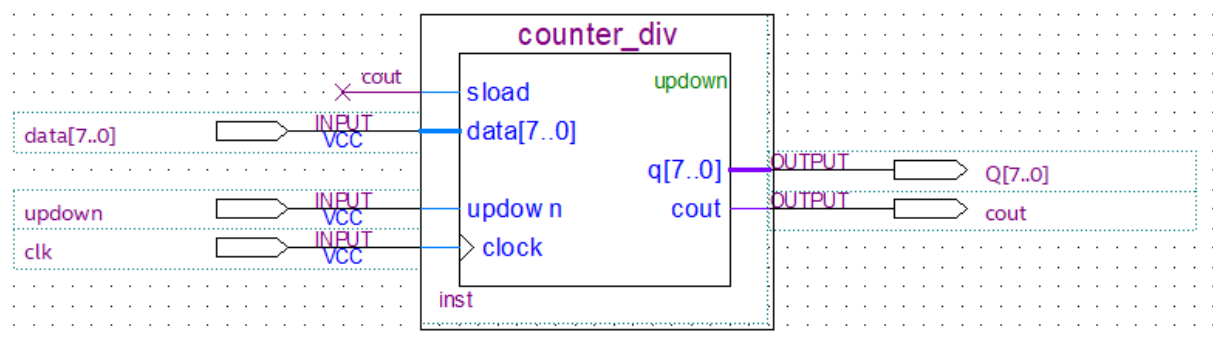 counter_div
cout
sload
updown
data[7..0]
INPUT
VCC
data[7..0]
q[7..0]
OUTPUT
Q[7..0]
updown
INPUT
VCC
updown
cout
OUTPUT
cout
clk
INPUT
VCC
clock
inst